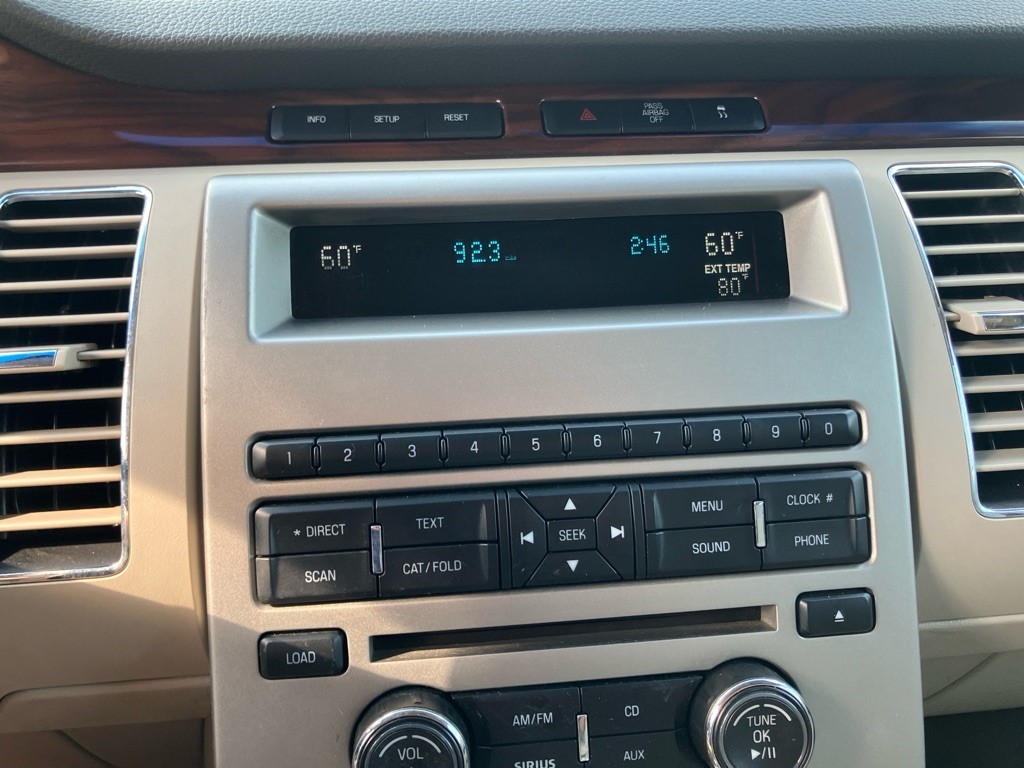 INFO SETUP RESET
PASS AIRBAG OFF
60°F 92.3 2:46 60°F
EXT TEMP
80°F
1 2 3 4 5 6 7 8 9 0
* DIRECT TEXT SEEK MENU CLOCK #
SCAN CAT/FOLD SOUND PHONE
LOAD
VOL AM/FM CD TUNE
OK
SIRIUS AUX